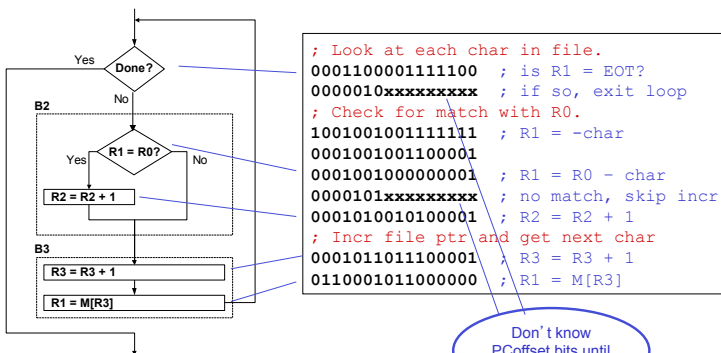 Yes
Done?
No
B2
R1 = R0?
Yes
No
R2 = R2 + 1
B3
R3 = R3 + 1
R1 = M[R3]
; Look at each char in file.
0001100001111100 ; is R1 = EOT?
0000010xxxxxxxxx ; if so, exit loop
; Check for match with R0.
1001001001111111 ; R1 = -char
0001001001100001
0001001000000001 ; R1 = R0 – char
0000101xxxxxxxxx ; no match, skip incr
0001010010100001 ; R2 = R2 + 1
; Incr file ptr and get next char
0001011011100001 ; R3 = R3 + 1
0110001011000000 ; R1 = M[R3]
Don't know
PCoffset bits until